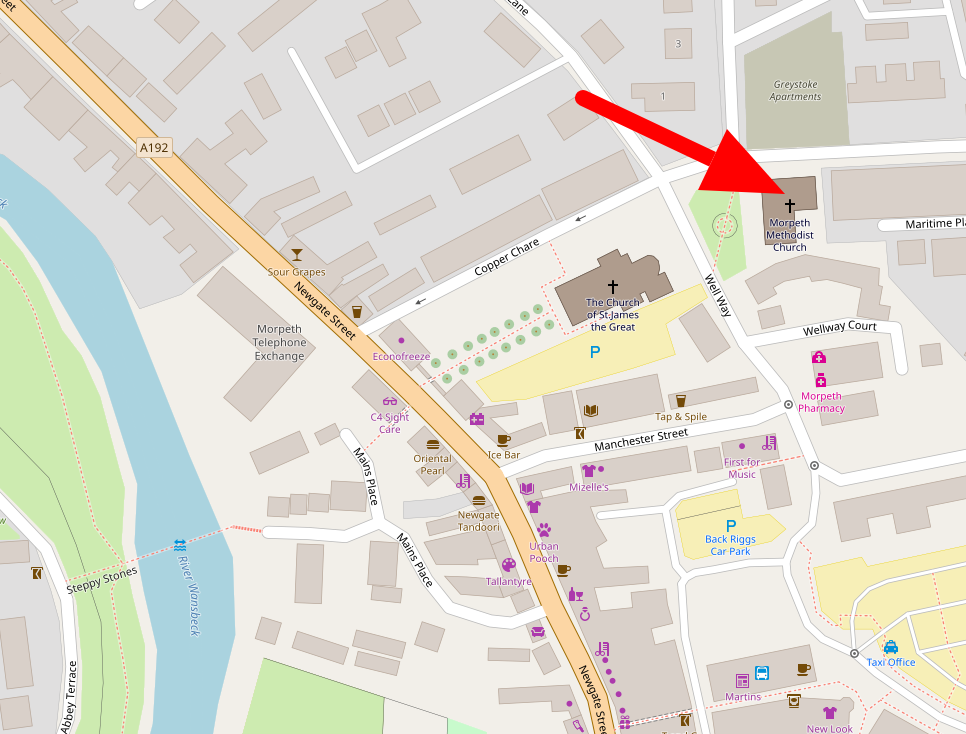 eet
Lane
3
Greystoke
Apartments
1
A192
Morpeth
Methodist
Church
Maritime Pla
Copper Chare
Sour Grapes
Newgate Street
The Church
of St.James
the Great
Well Way
Morpeth
Telephone
Exchange
Econofreeze
P
Wellway Court
C4 Sight
Care
Morpeth
Pharmacy
Tap & Spile
Manchester Street
Ice Bar
Oriental
Pearl
Mains Place
First for
Music
Mizelle's
Newgate
Tandoori
P
Back Riggs
Car Park
Urban
Pooch
Mains Place
Tallantyre
Steppy Stones
River Wansbeck
Abbey Terrace
Taxi Office
Newgate Stree
Martins
New Look